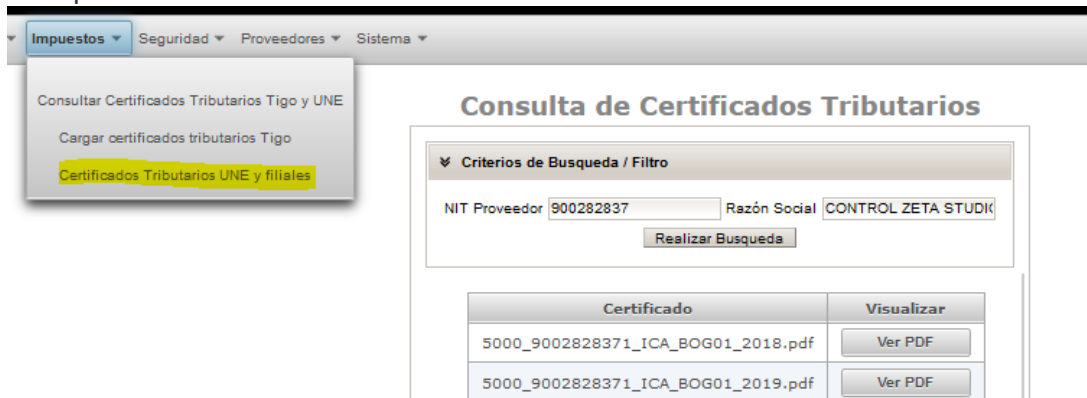 Impuestos Seguridad Proveedores Sistema
Consultar Certificados Tributarios Tigo y UNE
Cargar certificados tributarios Tigo
Certificados Tributarios UNE y filiales
Consulta de Certificados Tributarios
Criterios de Busqueda / Filtro
NIT Proveedor 900282837 Razón Social CONTROL ZETA
Realizar Busqueda
Certificado Visualizar
5000_9002828371_ICA_BOG01_2018.pdf Ver PDF
5000_9002828371_ICA_BOG01_2019.pdf Ver PDF